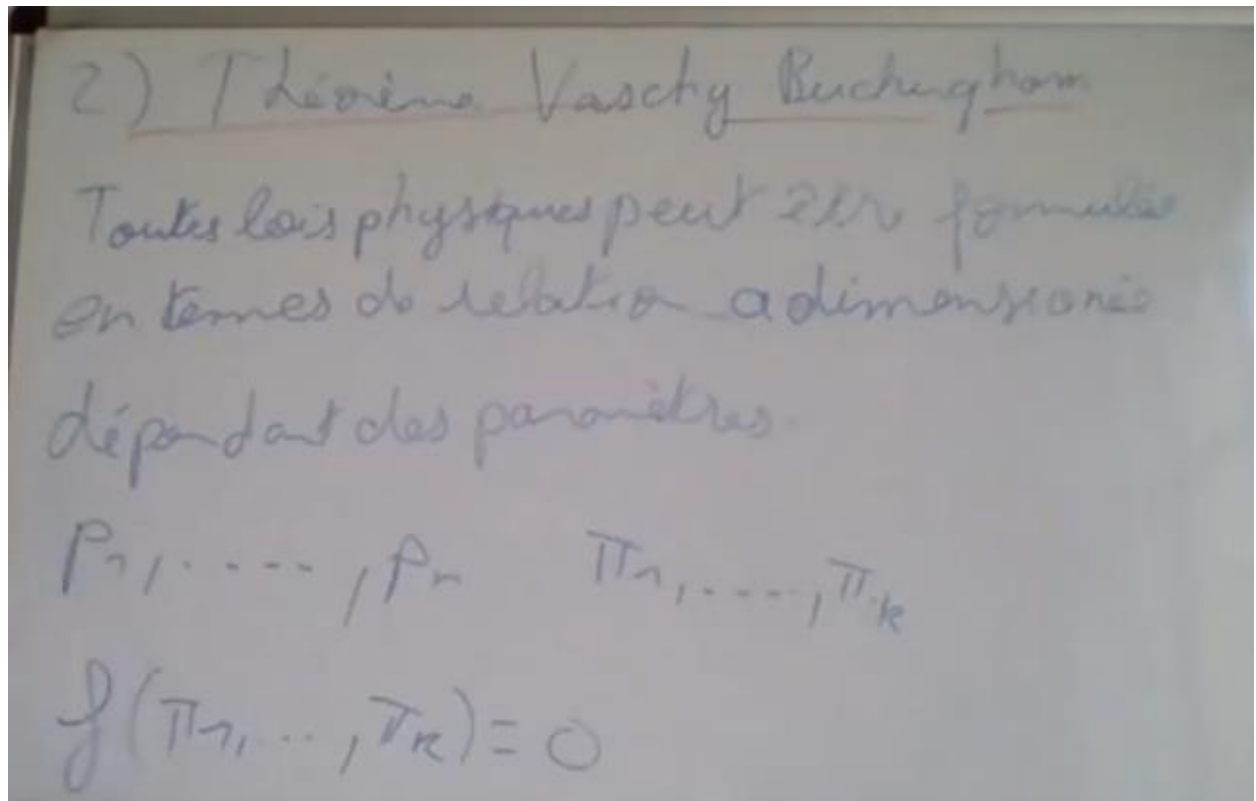 2) Théorème Vaschy Buckingham
Toutes lois physiques peut être formulée
en termes de relation adimensionée
dépendant des paramètres.
P1, ....., Pn π1, ...., πk
f(π1, ..., πk) = 0